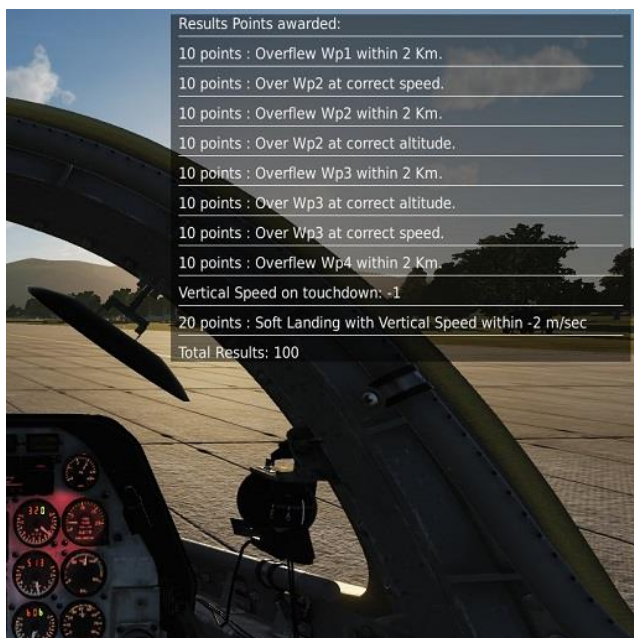 Results Points awarded:
10 points : Overflew Wp1 within 2 Km.
10 points : Over Wp2 at correct speed.
10 points : Overflew Wp2 within 2 Km.
10 points : Over Wp2 at correct altitude.
10 points : Overflew Wp3 within 2 Km.
10 points : Over Wp3 at correct altitude.
10 points : Over Wp3 at correct speed.
10 points : Overflew Wp4 within 2 Km.
Vertical Speed on touchdown: -1
20 points : Soft Landing with Vertical Speed within -2 m/sec
Total Results: 100
320
513